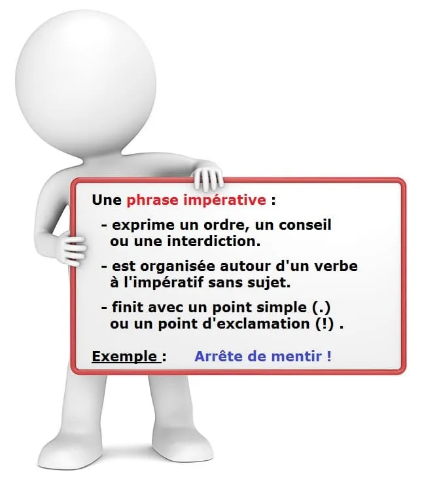 Une phrase impérative :
- exprime un ordre, un conseil
ou une interdiction.
- est organisée autour d'un verbe
à l'impératif sans sujet.
- finit avec un point simple (.)
ou un point d'exclamation (!) .
Exemple : Arrête de mentir !